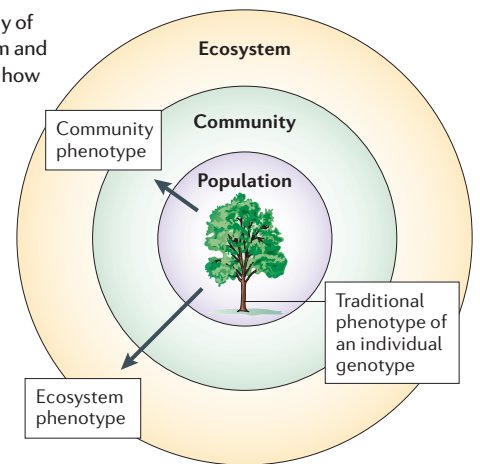 y of
m and
how
Ecosystem
Community
phenotype
Community
Population
Traditional
phenotype of
an individual
genotype
Ecosystem
phenotype